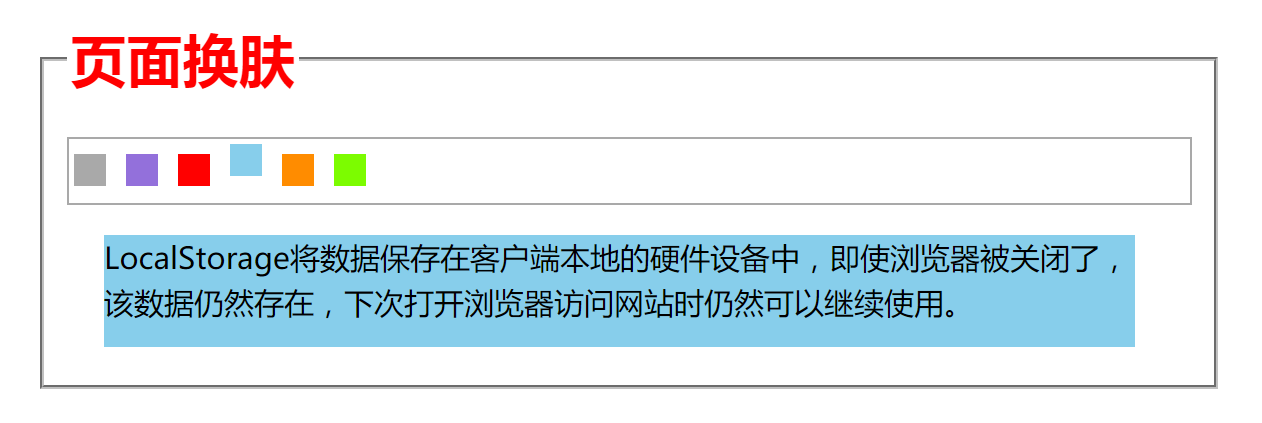 页面换肤
LocalStorage将数据保存在客户端本地的硬件设备中，即使浏览器被关闭了，
该数据仍然存在，下次打开浏览器访问网站时仍然可以继续使用。